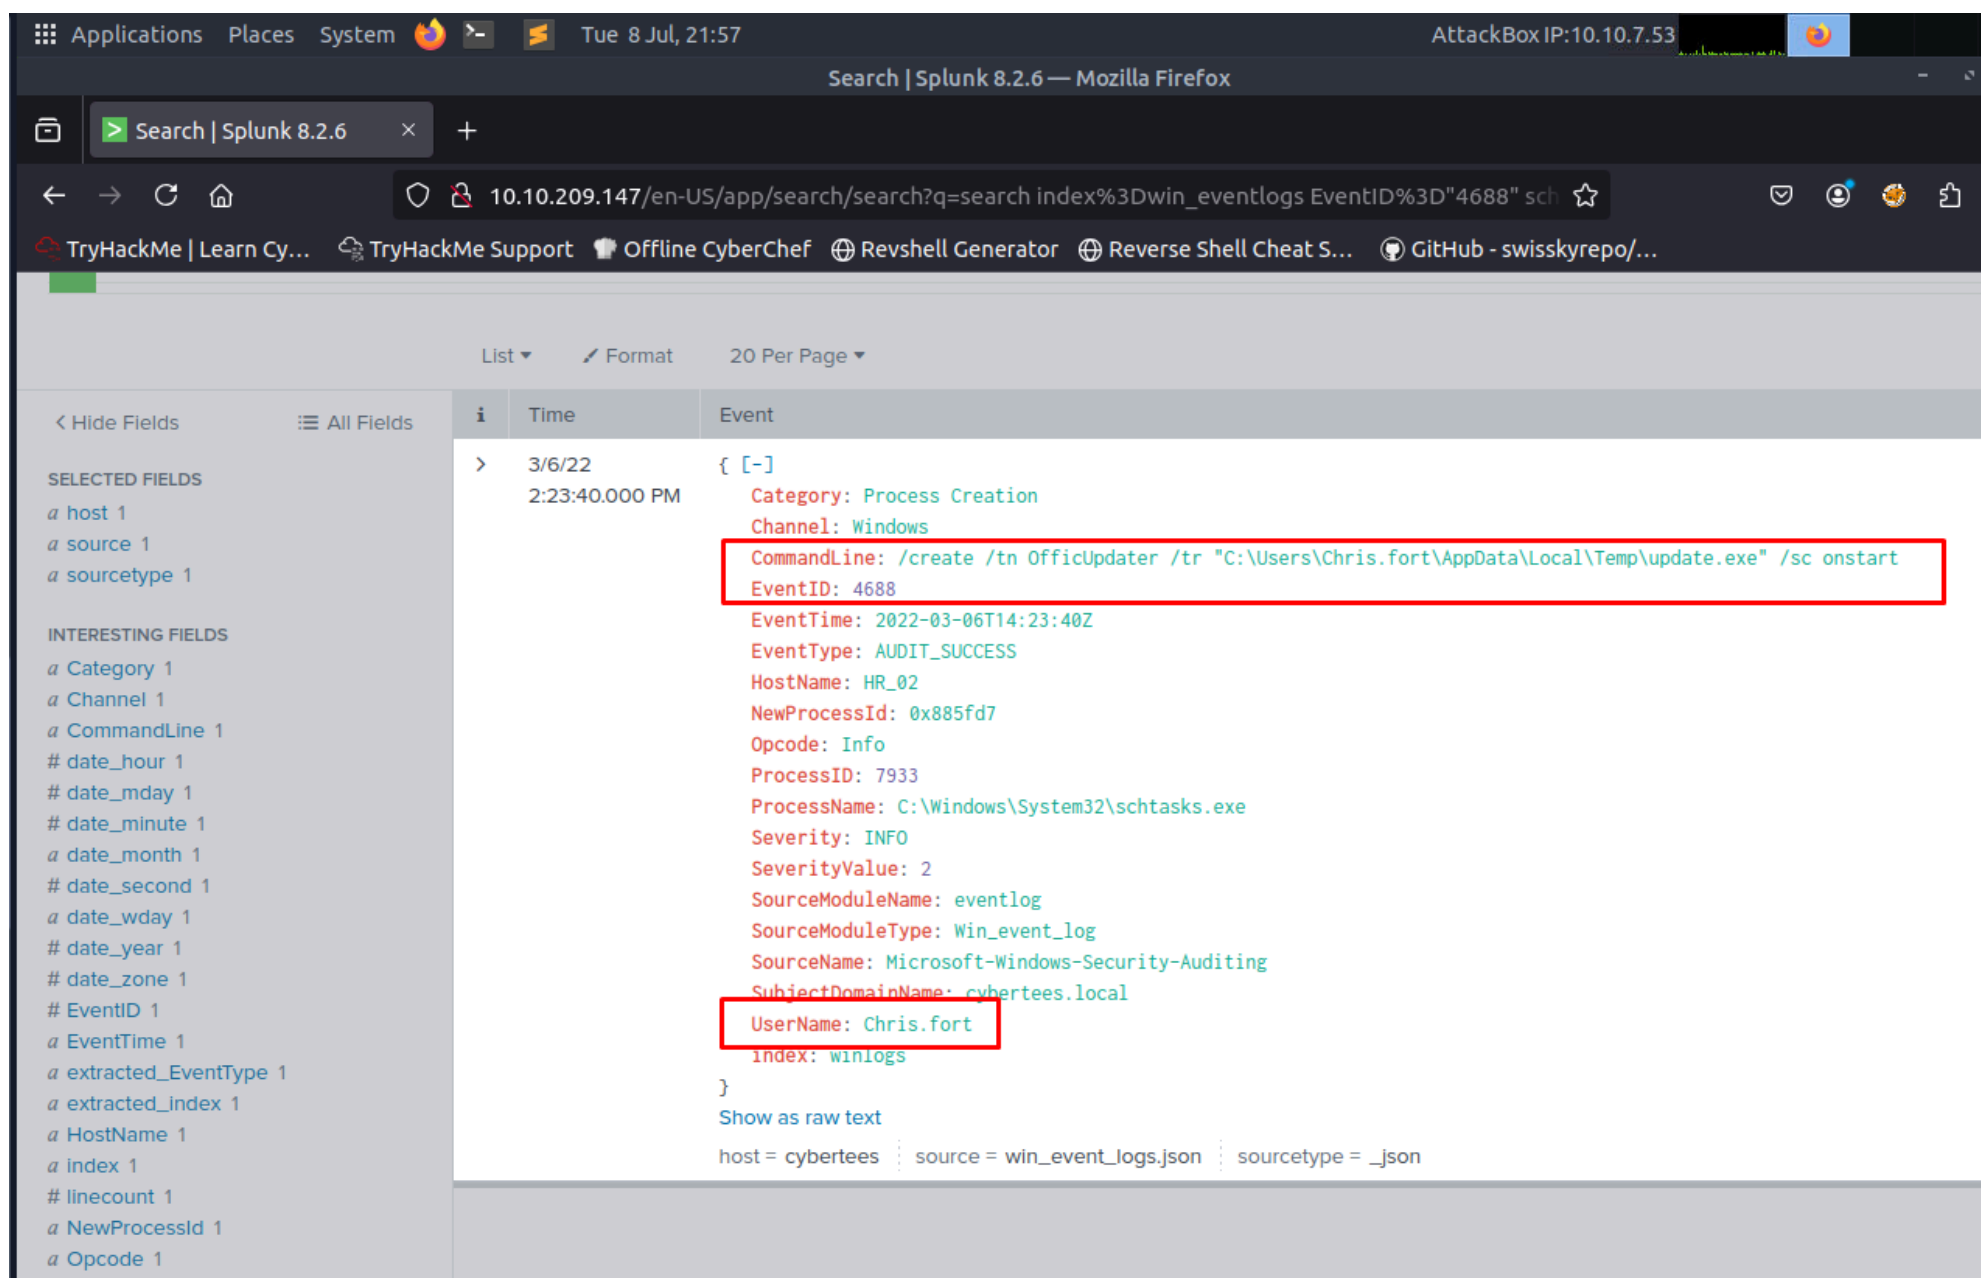 Applications Places System Tue 8 Jul, 21:57 AttackBox IP:10.10.7.53
Search | Splunk 8.2.6 — Mozilla Firefox
Search | Splunk 8.2.6
10.10.209.147/en-US/app/search/search?q=search index%3Dwin_eventlogs EventID%3D"4688" sch
TryHackMe | Learn Cy... TryHackMe Support Offline CyberChef Revshell Generator Reverse Shell Cheat S... GitHub - swisskyrepo/...
List Format 20 Per Page
< Hide Fields All Fields i Time Event
SELECTED FIELDS
a host 1
a source 1
a sourcetype 1
INTERESTING FIELDS
a Category 1
a Channel 1
a CommandLine 1
# date_hour 1
# date_mday 1
# date_minute 1
a date_month 1
# date_second 1
a date_wday 1
# date_year 1
# date_zone 1
# EventID 1
a EventTime 1
a extracted_EventType 1
a extracted_index 1
a HostName 1
a index 1
# linecount 1
a NewProcessId 1
a Opcode 1
> 3/6/22
2:23:40.000 PM
{ [-]
Category: Process Creation
Channel: Windows
CommandLine: /create /tn OfficUpdater /tr "C:\Users\Chris.fort\AppData\Local\Temp\update.exe" /sc onstart
EventID: 4688
EventTime: 2022-03-06T14:23:40Z
EventType: AUDIT_SUCCESS
HostName: HR_02
NewProcessId: 0x885fd7
Opcode: Info
ProcessID: 7933
ProcessName: C:\Windows\System32\schtasks.exe
Severity: INFO
SeverityValue: 2
SourceModuleName: eventlog
SourceModuleType: Win_event_log
SourceName: Microsoft-Windows-Security-Auditing
SubjectDomainName: cybertees.local
UserName: Chris.fort
index: winlogs
}
Show as raw text
host = cybertees source = win_event_logs.json sourcetype = _json